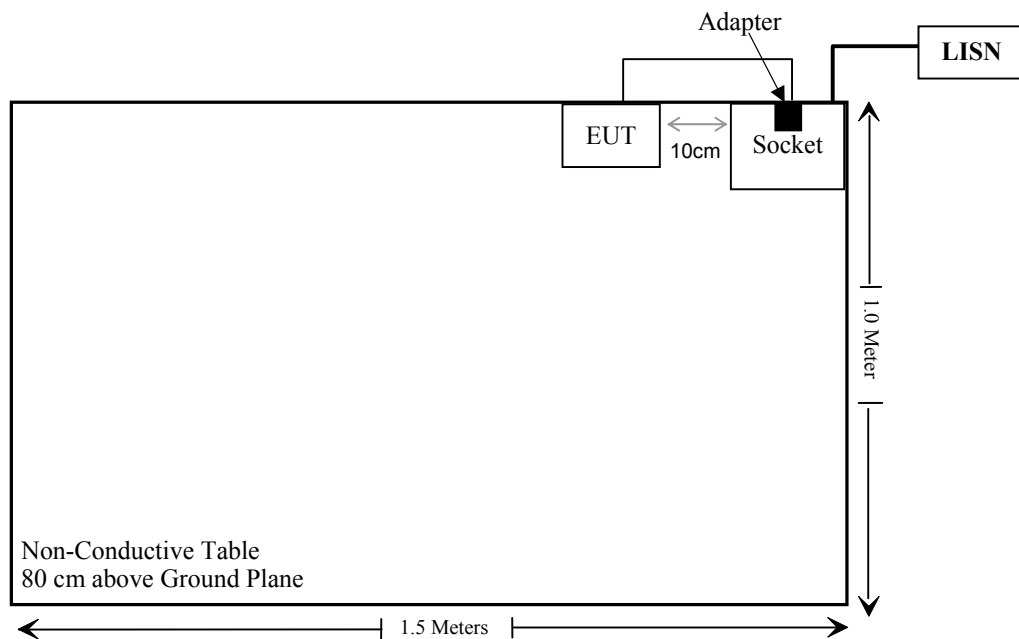 Adapter
LISN
EUT
10cm
Socket
1.0 Meter
Non-Conductive Table
80 cm above Ground Plane
1.5 Meters